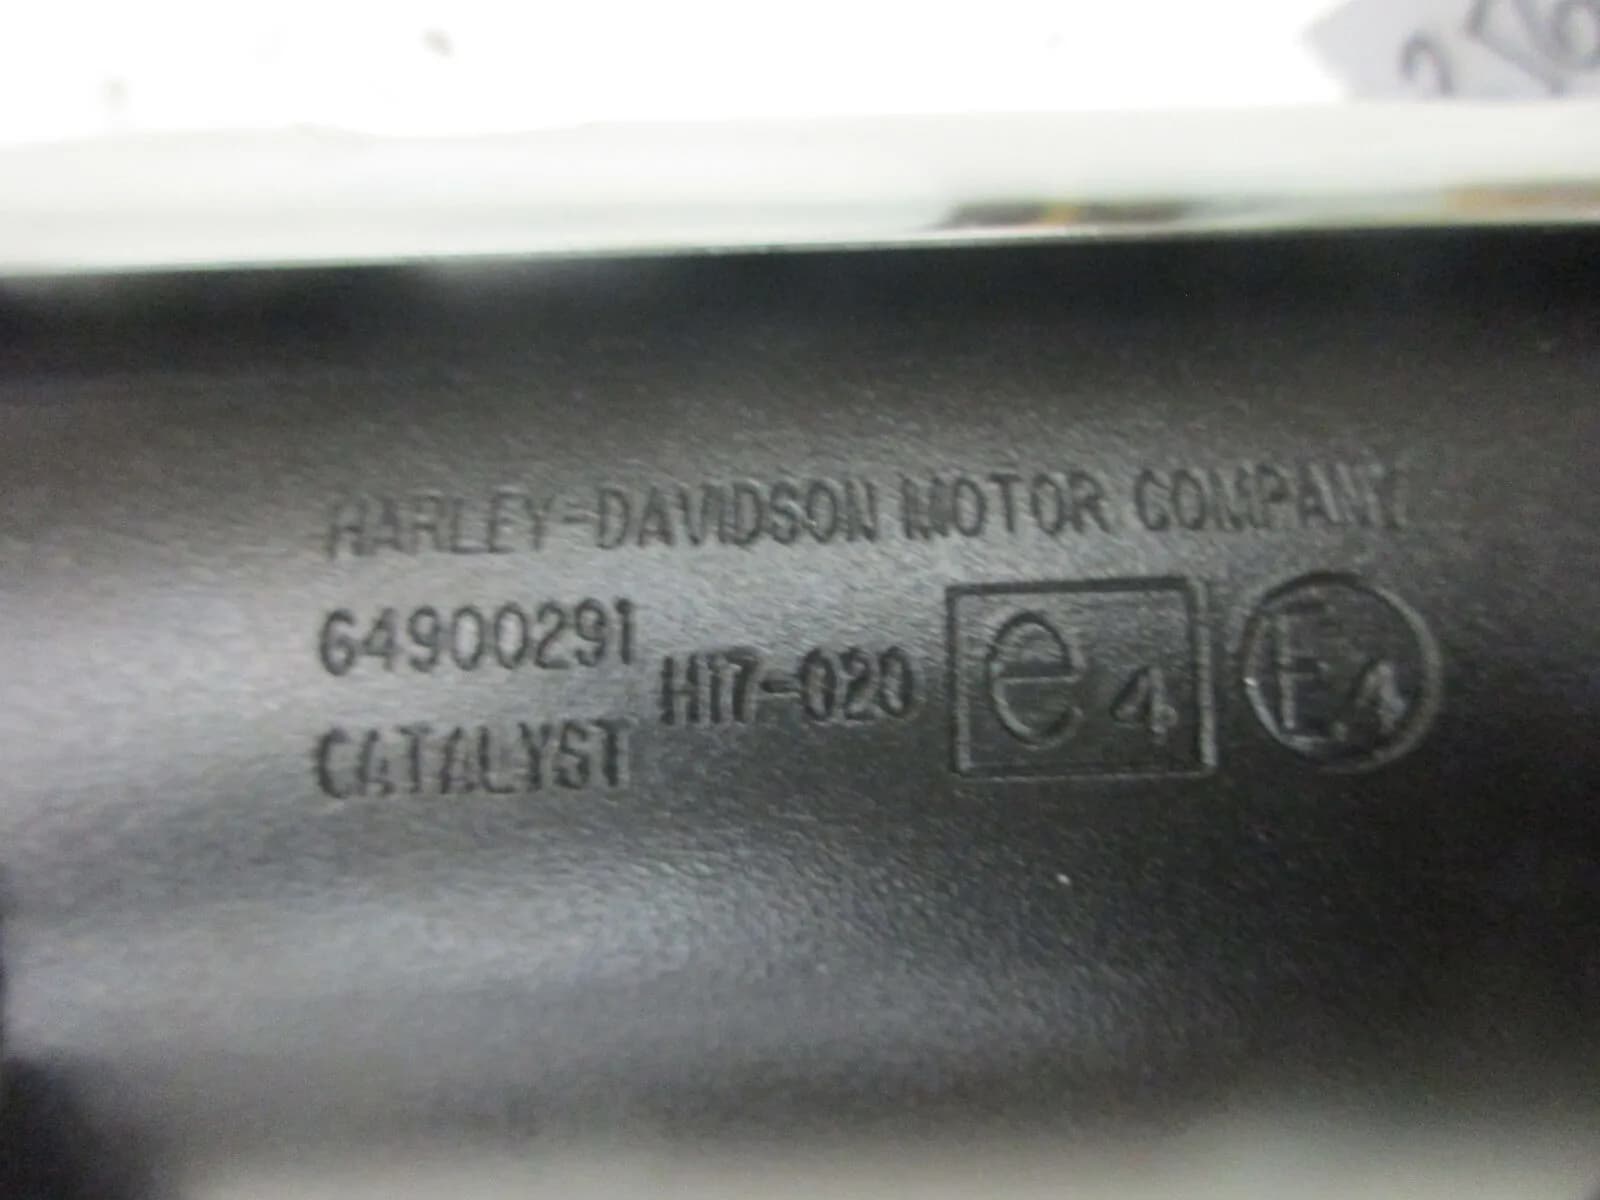 HARLEY-DAVIDSON MOTOR COMPANY
64900291
H17-020 e4 E4
CATALYST